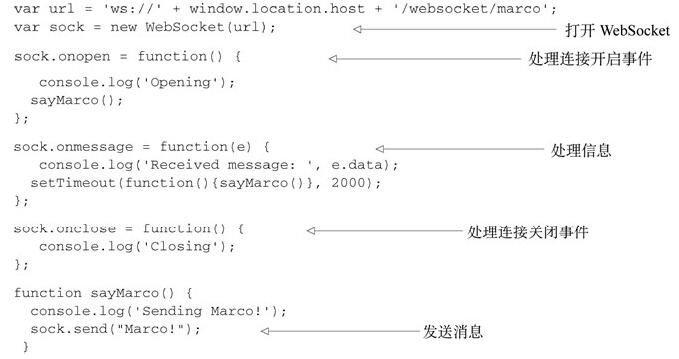 var url = 'ws://' + window.location.host + '/websocket/marco';
var sock = new WebSocket(url); 打开 WebSocket
sock.onopen = function() { 处理连接开启事件
console.log('Opening');
sayMarco();
};
sock.onmessage = function(e) { 处理信息
console.log('Received message: ', e.data);
setTimeout(function(){sayMarco()}, 2000);
};
sock.onclose = function() { 处理连接关闭事件
console.log('Closing');
};
function sayMarco() {
console.log('Sending Marco!');
sock.send("Marco!"); 发送消息
}